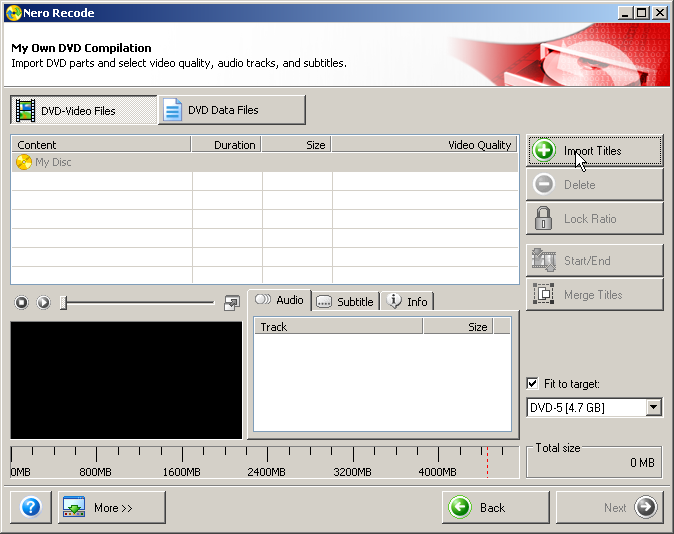 Nero Recode
My Own DVD Compilation
Import DVD parts and select video quality, audio tracks, and subtitles.
DVD-Video Files
DVD Data Files
Content Duration Size Video Quality
My Disc
Import Titles
Delete
Lock Ratio
Start/End
Merge Titles
Audio Subtitle Info
Track Size
Fit to target:
DVD-5 [4.7 GB]
Total size
0 MB
0MB 800MB 1600MB 2400MB 3200MB 4000MB
More >>
Back
Next